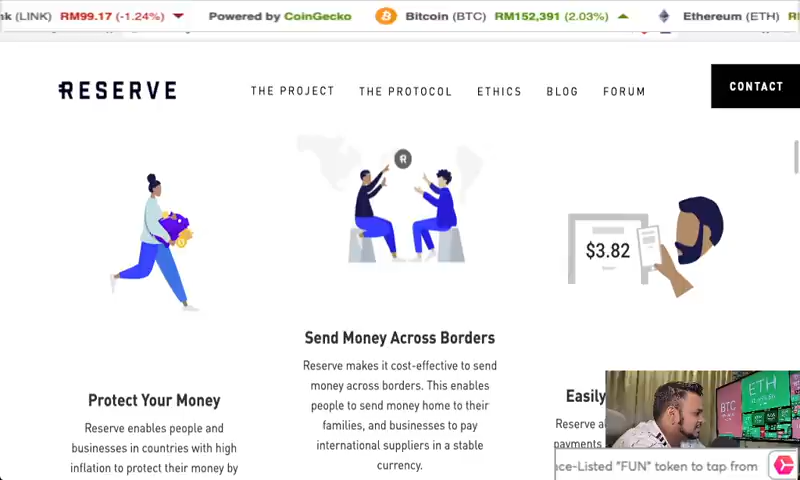 nk (LINK) RM99.17 (-1.24%) Powered by CoinGecko Bitcoin (BTC) RM152,391 (2.03%) Ethereum (ETH)
RESERVE
THE PROJECT THE PROTOCOL ETHICS BLOG FORUM
CONTACT
$3.82
Send Money Across Borders
Reserve makes it cost-effective to send
money across borders. This enables
people to send money home to their
families, and businesses to pay
international suppliers in a stable
currency.
Protect Your Money
Reserve enables people and
businesses in countries with high
inflation to protect their money by
Easily
Reserve a
payments
BTC
ETH
ce-Listed "FUN" token to tap from